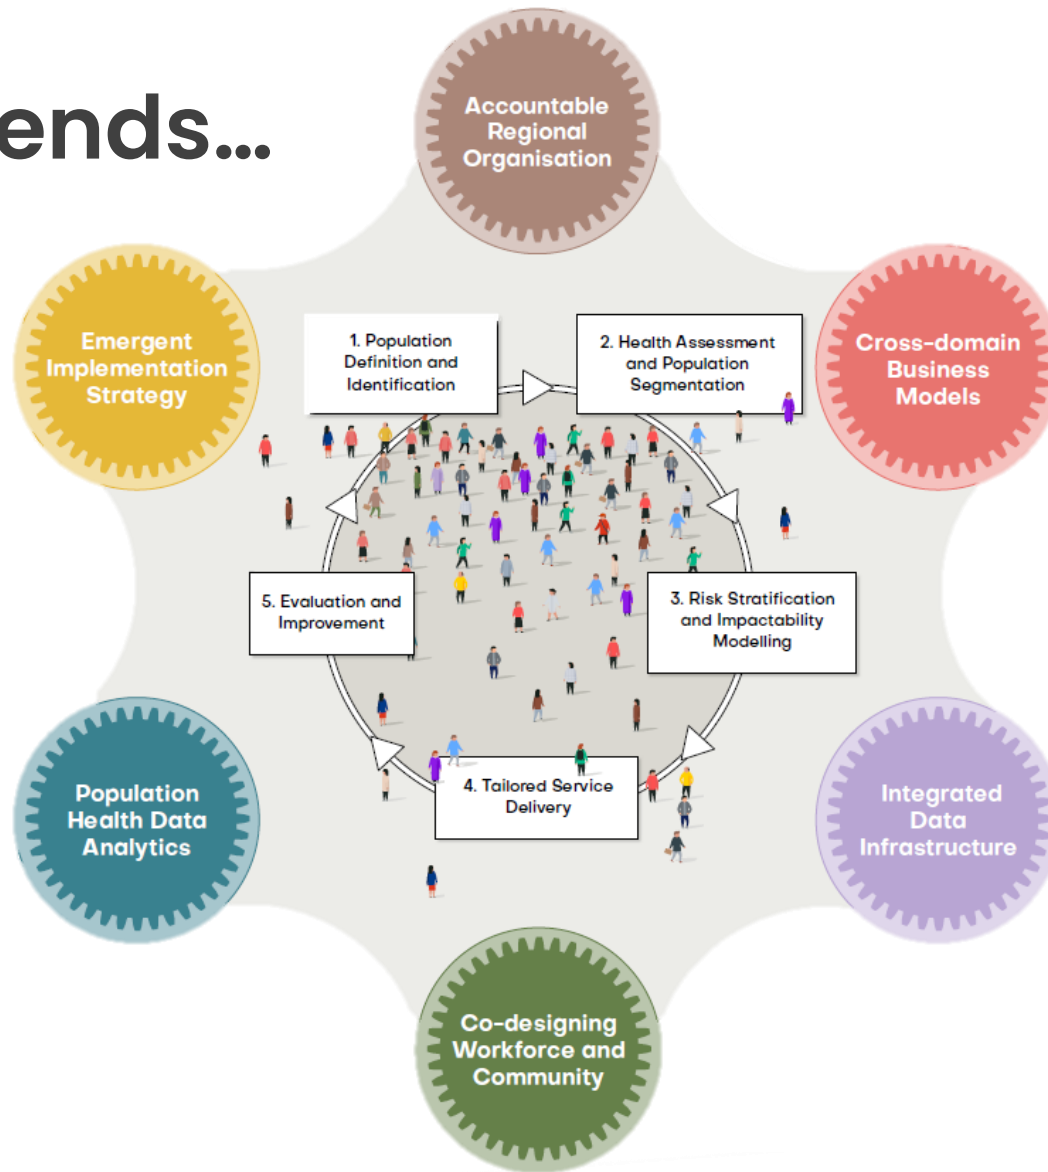 ends...
Accountable
Regional
Organisation
Emergent
Implementation
Strategy
Cross-domain
Business
Models
1. Population
Definition and
Identification
2. Health Assessment
and Population
Segmentation
5. Evaluation and
Improvement
3. Risk Stratification
and Impactability
Modelling
4. Tailored Service
Delivery
Population
Health Data
Analytics
Integrated
Data
Infrastructure
Co-designing
Workforce and
Community